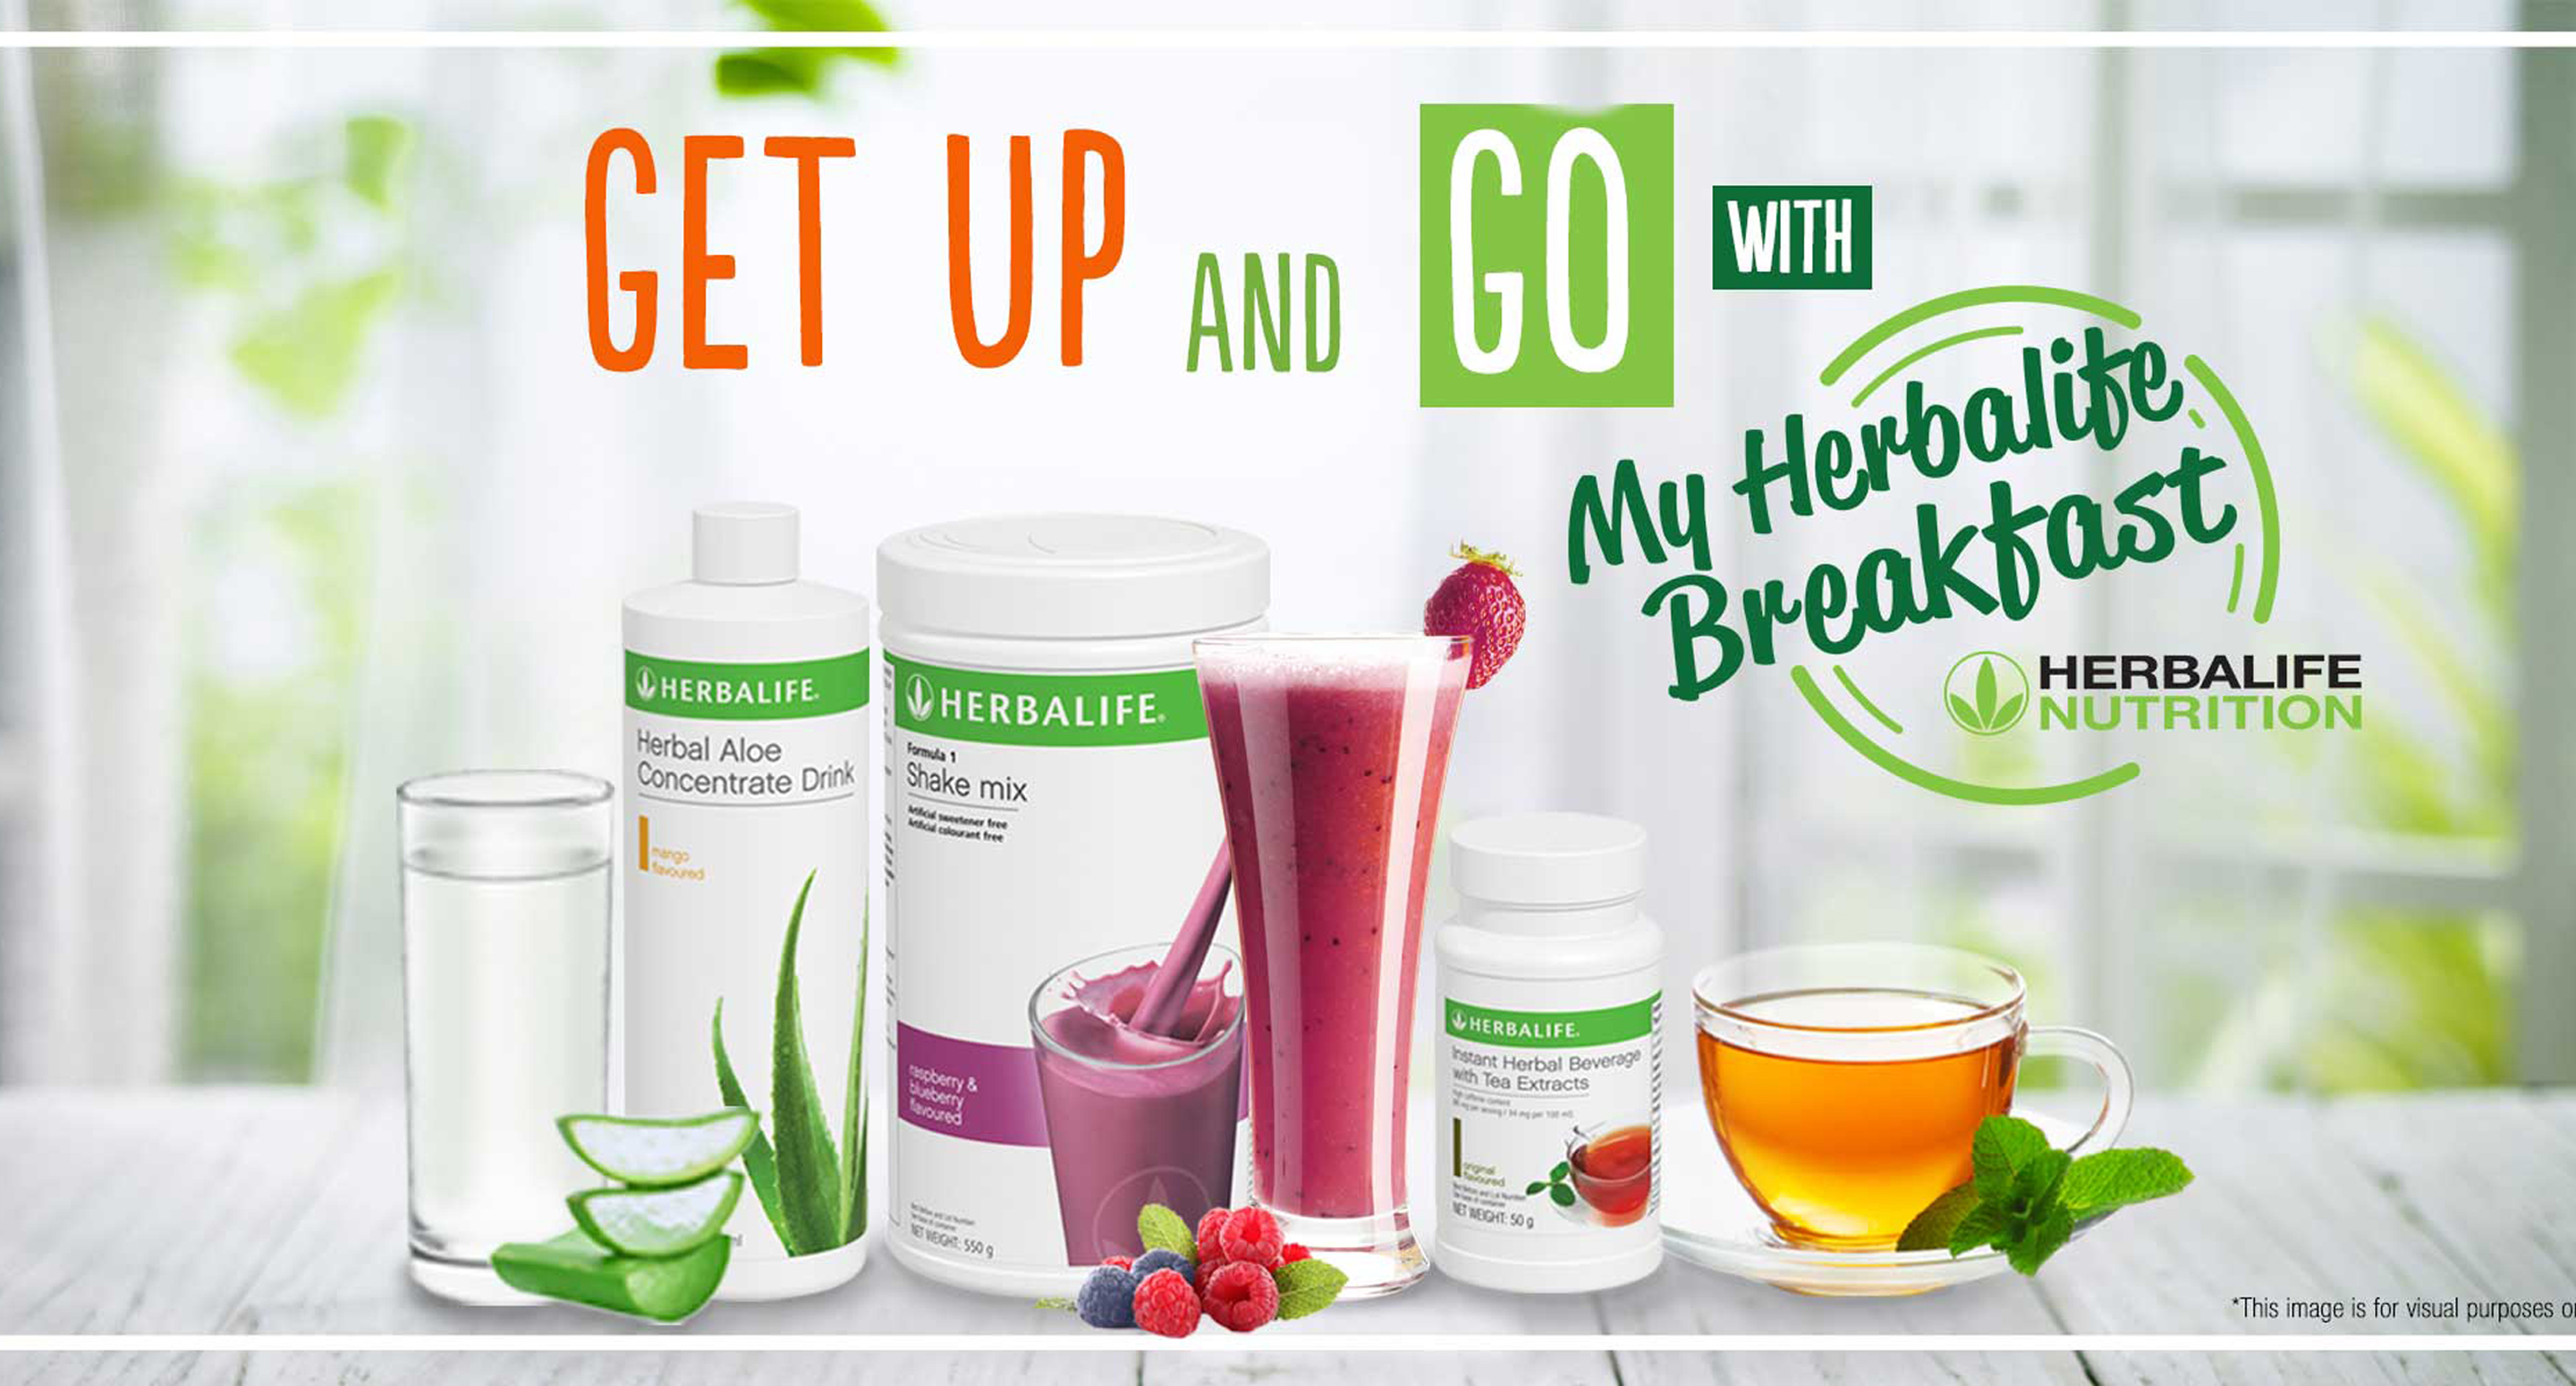 GET UP AND GO WITH
My Herbalife
Breakfast
HERBALIFE
NUTRITION
HERBALIFE
Herbal Aloe
Concentrate Drink
mango
flavoured
ml
HERBALIFE
Formula 1
Shake mix
Artificial sweetener free
Artificial colourant free
raspberry &
blueberry
flavoured
NET WEIGHT: 550 g
HERBALIFE
Instant Herbal Beverage
with Tea Extracts
original
flavoured
NET WEIGHT: 50 g
*This image is for visual purposes